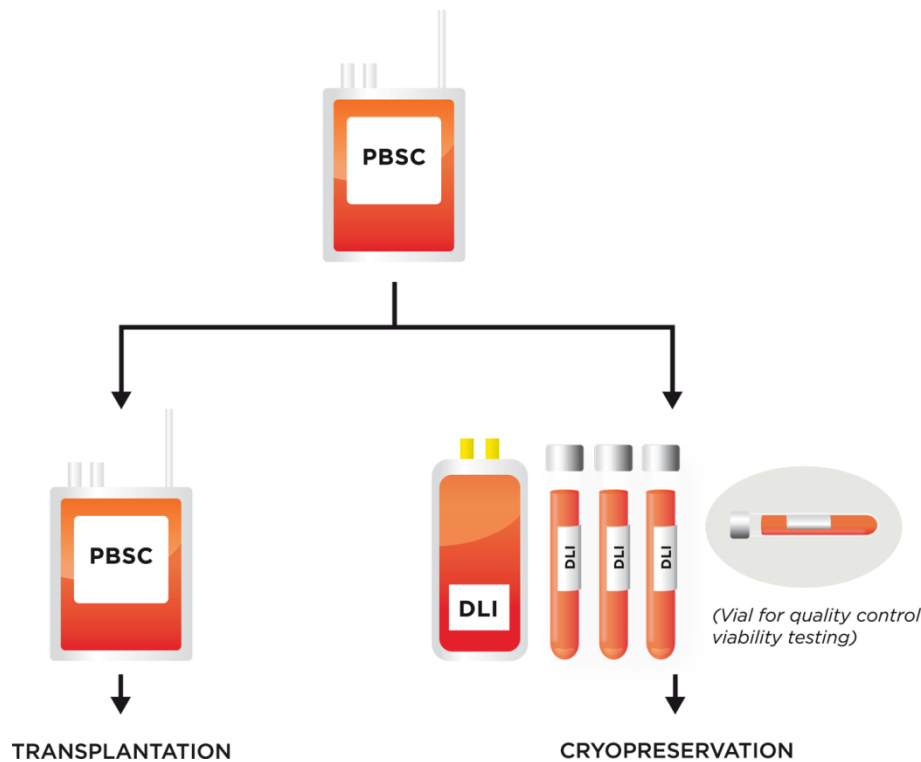 PBSC
PBSC
DLI
DLI
DLI
DLI
(Vial for quality control
viability testing)
TRANSPLANTATION
CRYOPRESERVATION